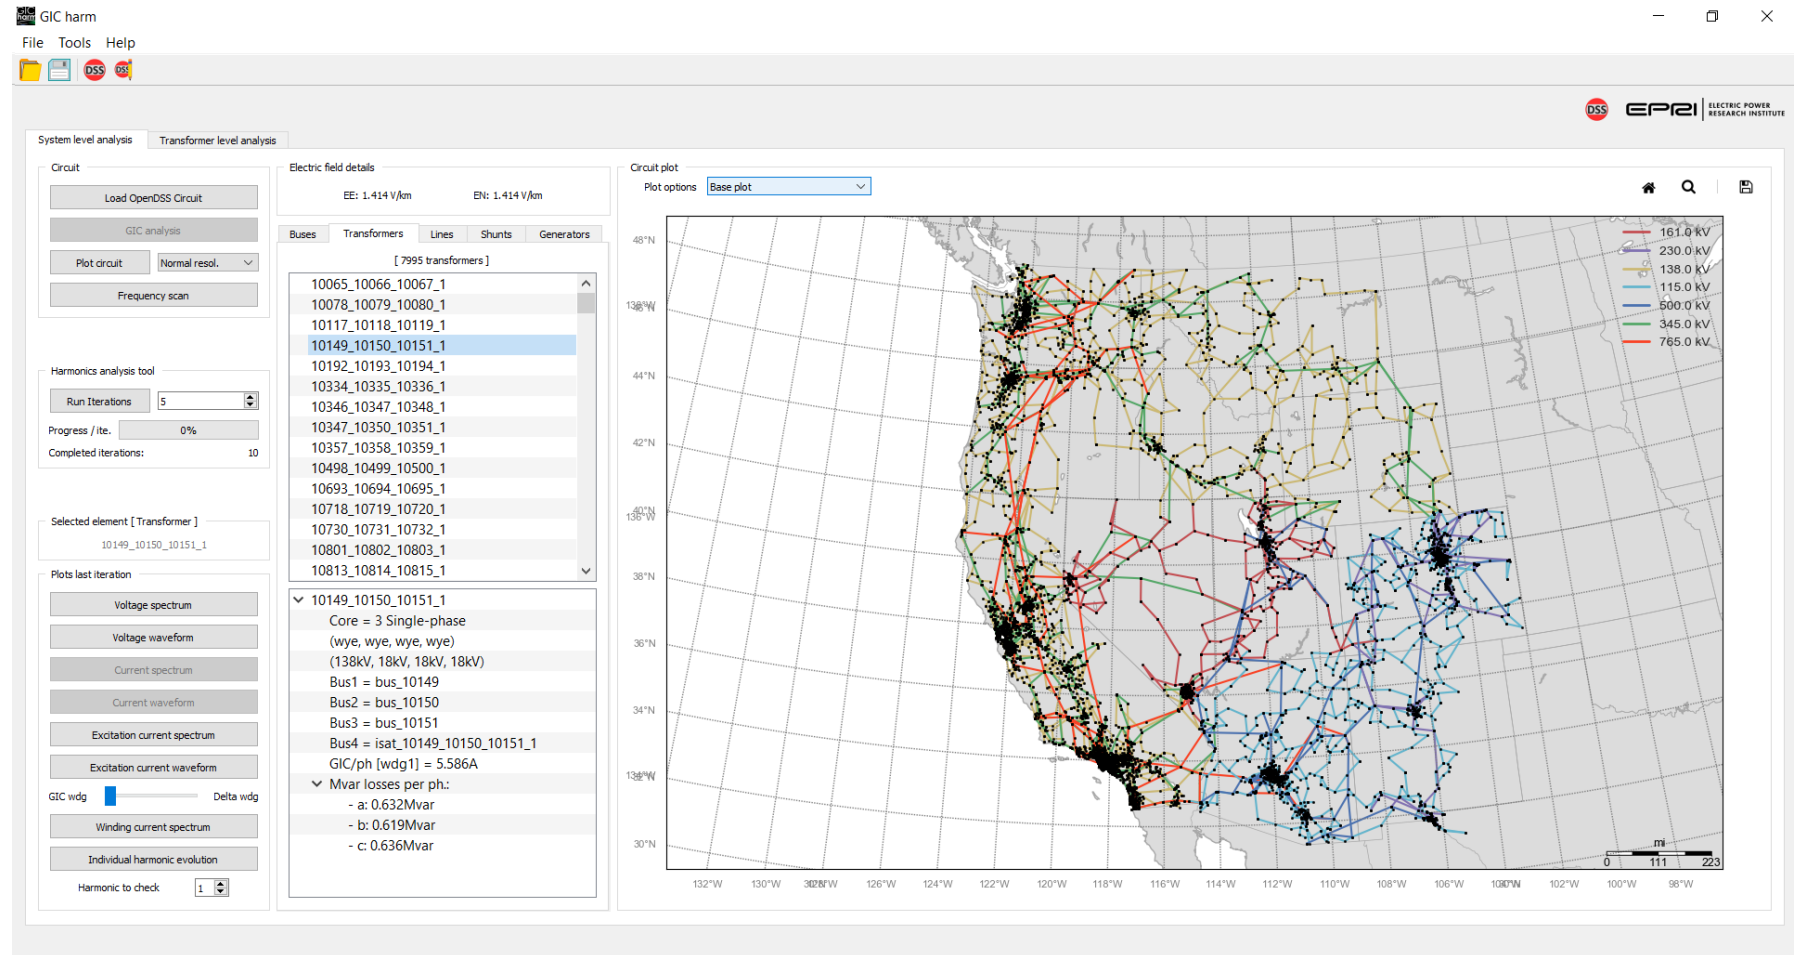 GIC harm
File Tools Help
DSS DSS
DSS EPRI ELECTRIC POWER
RESEARCH INSTITUTE
System level analysis Transformer level analysis
Circuit
Load OpenDSS Circuit
GIC analysis
Plot circuit Normal resol.
Frequency scan
Harmonics analysis tool
Run Iterations 5
Progress / ite. 0%
Completed iterations: 10
Selected element [ Transformer ]
10149_10150_10151_1
Plots last iteration
Voltage spectrum
Voltage waveform
Current spectrum
Current waveform
Excitation current spectrum
Excitation current waveform
GIC wdg Delta wdg
Winding current spectrum
Individual harmonic evolution
Harmonic to check 1
Electric field details
EE: 1.414 V/km EN: 1.414 V/km
Buses Transformers Lines Shunts Generators
[ 7995 transformers ]
10065_10066_10067_1
10078_10079_10080_1
10117_10118_10119_1
10149_10150_10151_1
10192_10193_10194_1
10334_10335_10336_1
10346_10347_10348_1
10347_10350_10351_1
10357_10358_10359_1
10498_10499_10500_1
10693_10694_10695_1
10718_10719_10720_1
10730_10731_10732_1
10801_10802_10803_1
10813_10814_10815_1
10149_10150_10151_1
Core = 3 Single-phase
(wye, wye, wye, wye)
(138kV, 18kV, 18kV, 18kV)
Bus1 = bus_10149
Bus2 = bus_10150
Bus3 = bus_10151
Bus4 = isat_10149_10150_10151_1
GIC/ph [wdg1] = 5.586A
Mvar losses per ph.:
- a: 0.632Mvar
- b: 0.619Mvar
- c: 0.636Mvar
Circuit plot
Plot options Base plot
161.0 kV
230.0 kV
138.0 kV
115.0 kV
500.0 kV
345.0 kV
765.0 kV
48°N
44°N
42°N
40°N
136°W
38°N
36°N
34°N
30°N
mi
0 111 223
132°W 130°W 126°W 124°W 122°W 120°W 118°W 116°W 114°W 112°W 110°W 108°W 106°W 102°W 100°W 98°W